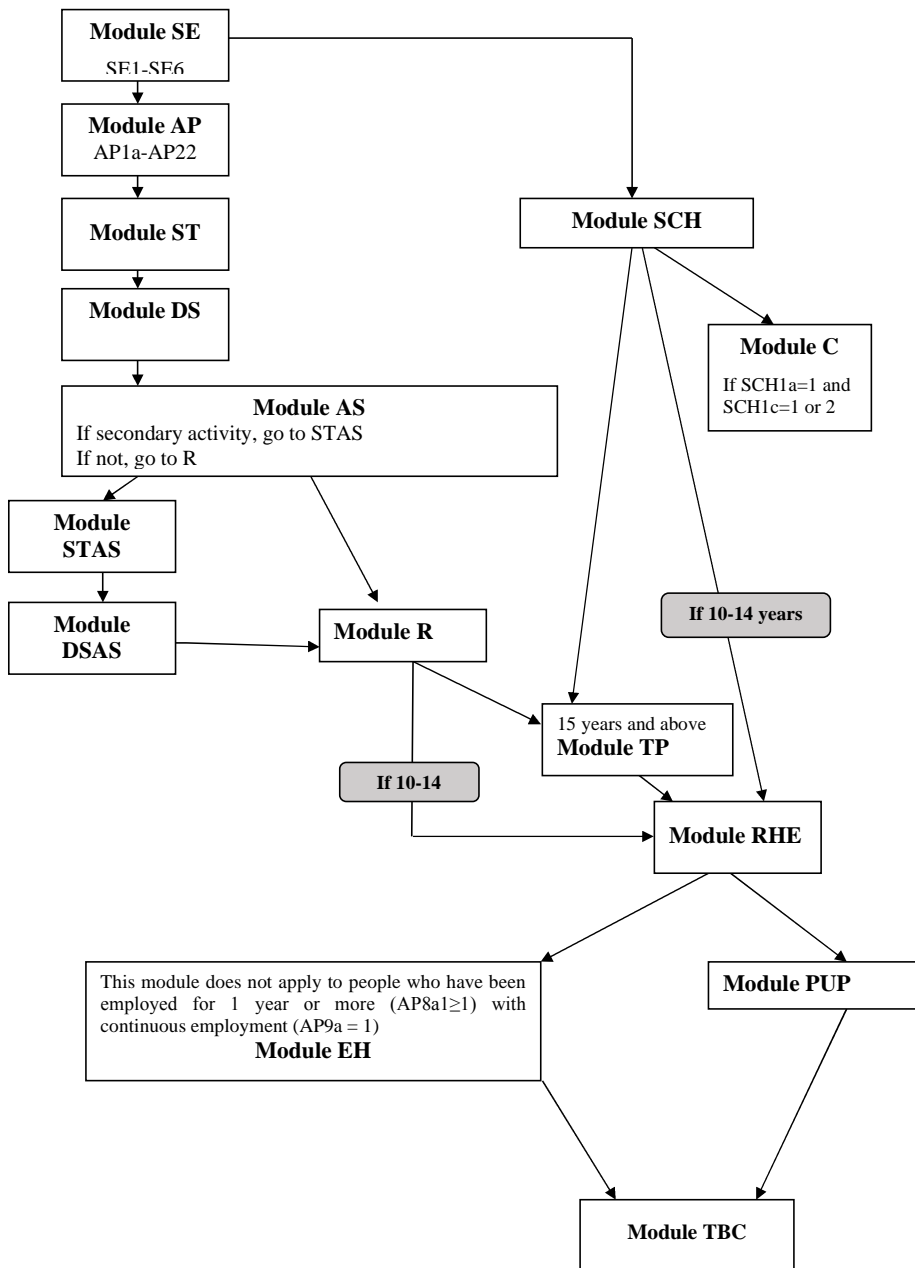 Module SE
SE1-SE6
Module AP
AP1a-AP22
Module SCH
Module ST
Module DS
Module C
If SCH1a=1 and
SCH1c=1 or 2
Module AS
If secondary activity, go to STAS
If not, go to R
Module
STAS
Module
DSAS
Module R
If 10-14 years
15 years and above
Module TP
If 10-14
Module RHE
This module does not apply to people who have been
employed for 1 year or more (AP8a1≥1) with
continuous employment (AP9a = 1)
Module EH
Module PUP
Module TBC